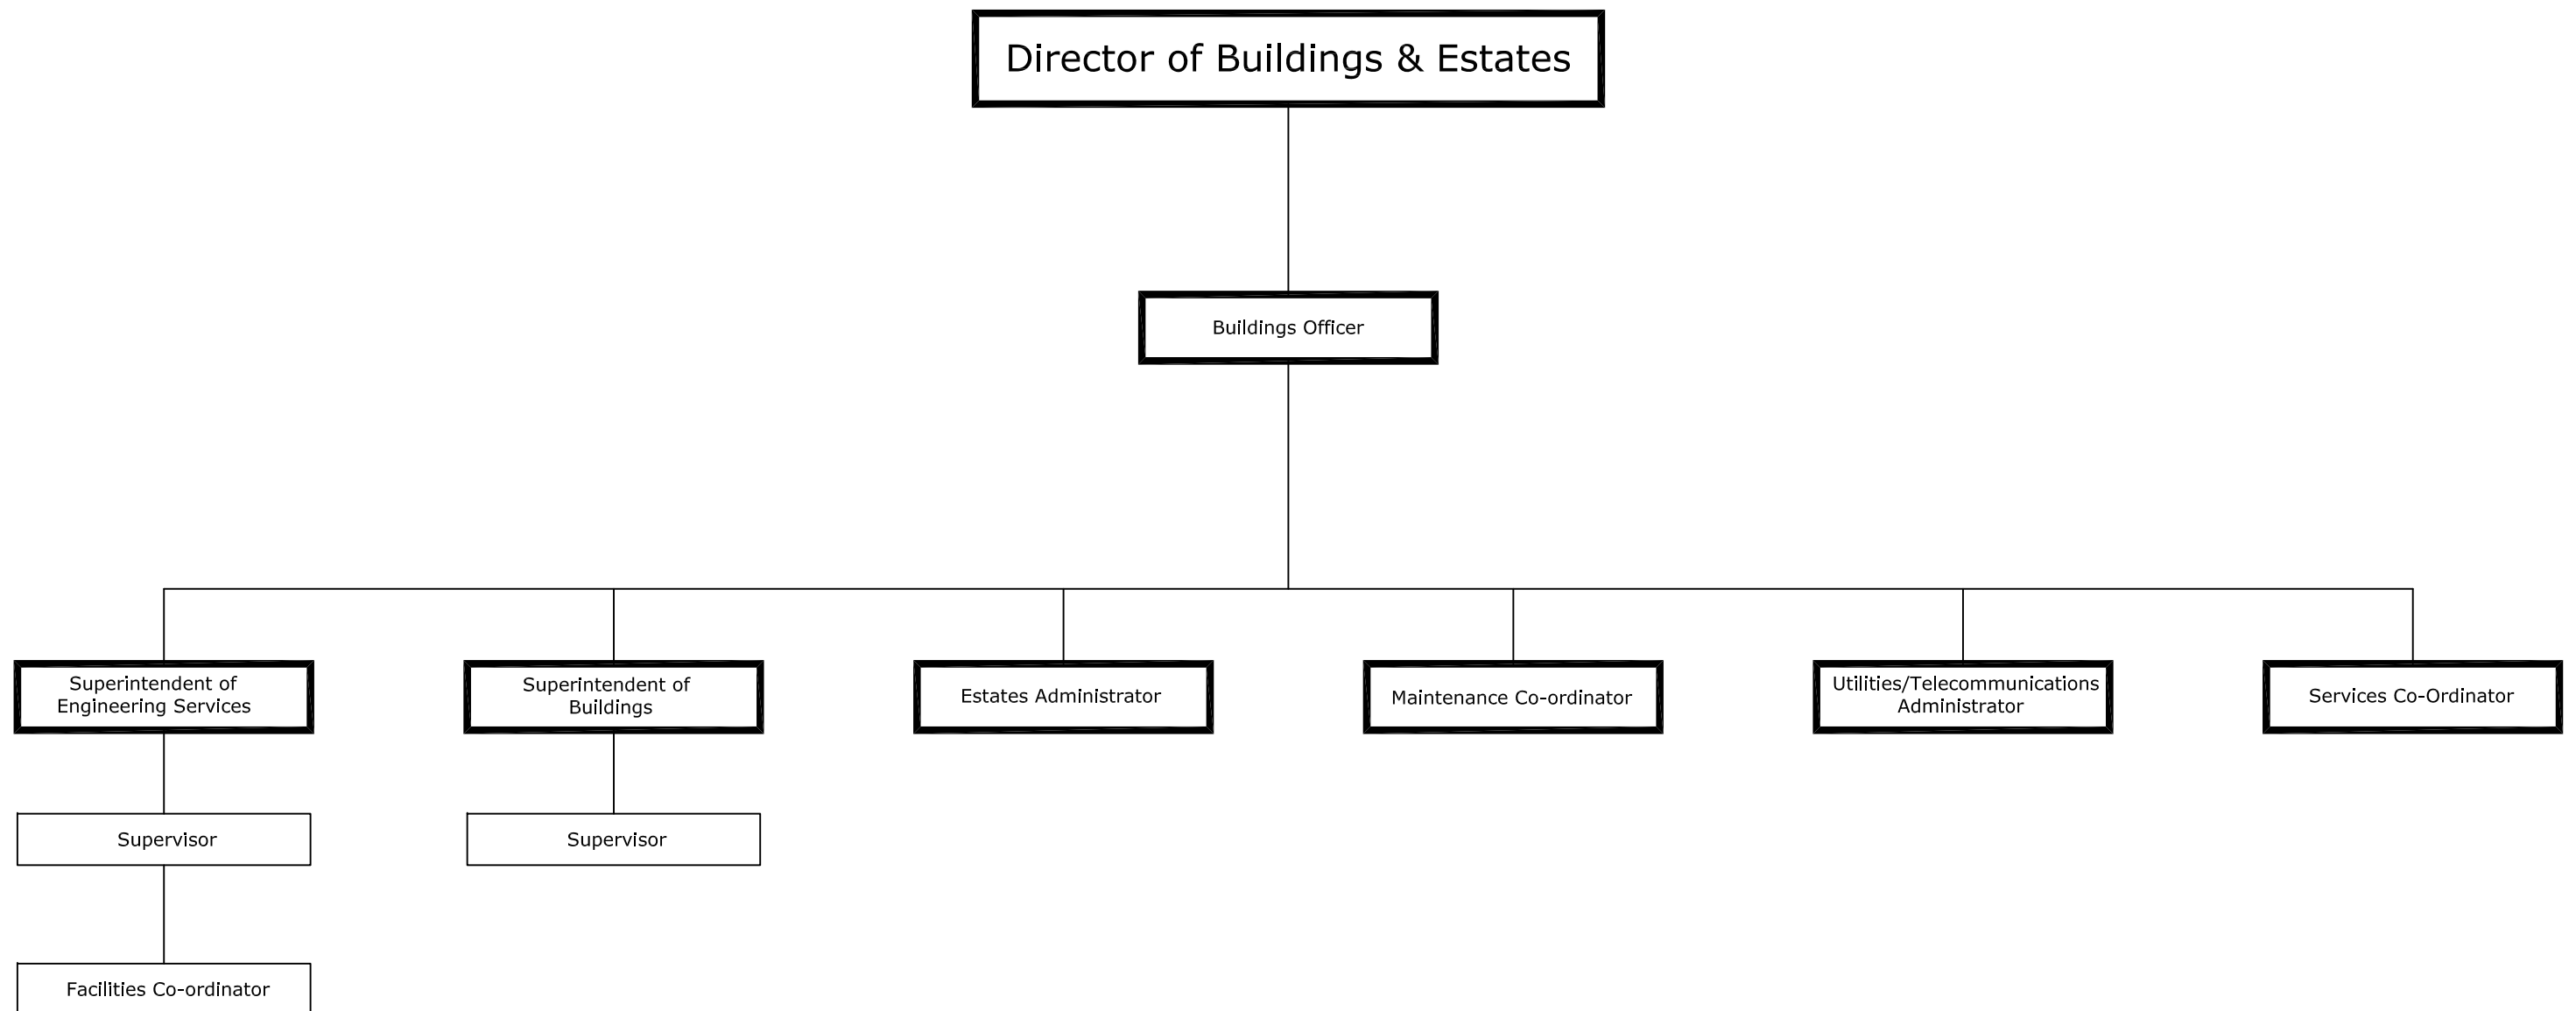 Director of Buildings & Estates
Buildings Officer
Superintendent of
Engineering Services
Superintendent of
Buildings
Estates Administrator
Maintenance Co-ordinator
Utilities/Telecommunications
Administrator
Services Co-Ordinator
Supervisor
Supervisor
Facilities Co-ordinator